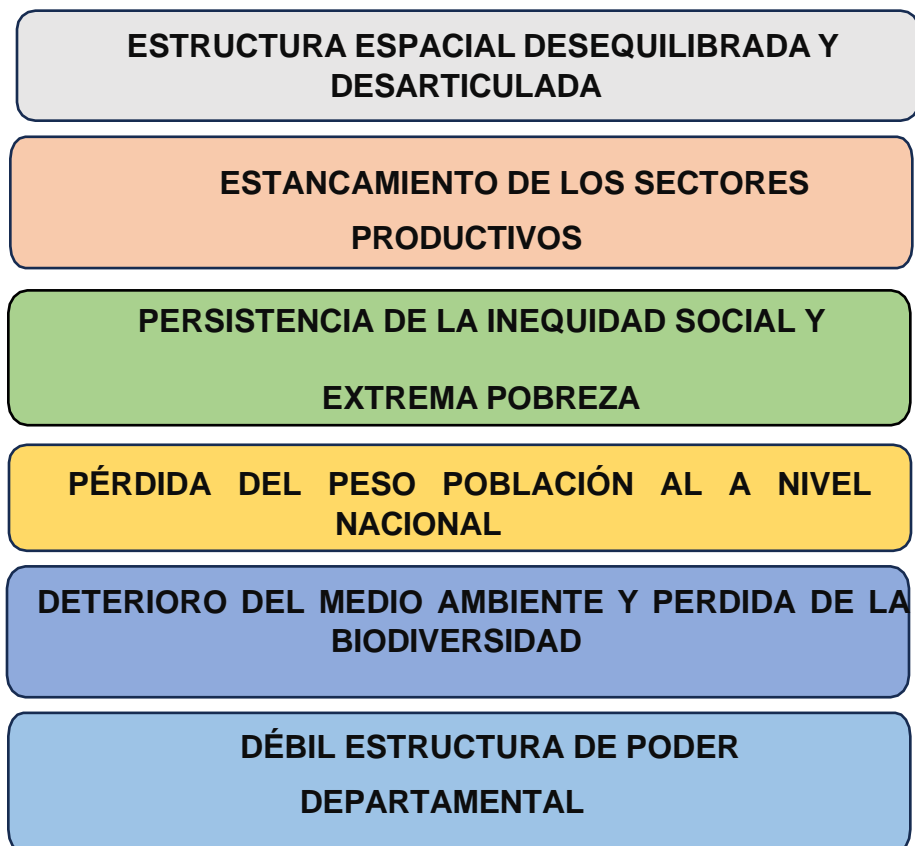 ESTRUCTURA ESPACIAL DESEQUILIBRADA Y
DESARTICULADA
ESTANCAMIENTO DE LOS SECTORES
PRODUCTIVOS
PERSISTENCIA DE LA INEQUIDAD SOCIAL Y
EXTREMA POBREZA
PÉRDIDA DEL PESO POBLACIÓN AL A NIVEL
NACIONAL
DETERIORO DEL MEDIO AMBIENTE Y PERDIDA DE LA
BIODIVERSIDAD
DÉBIL ESTRUCTURA DE PODER
DEPARTAMENTAL